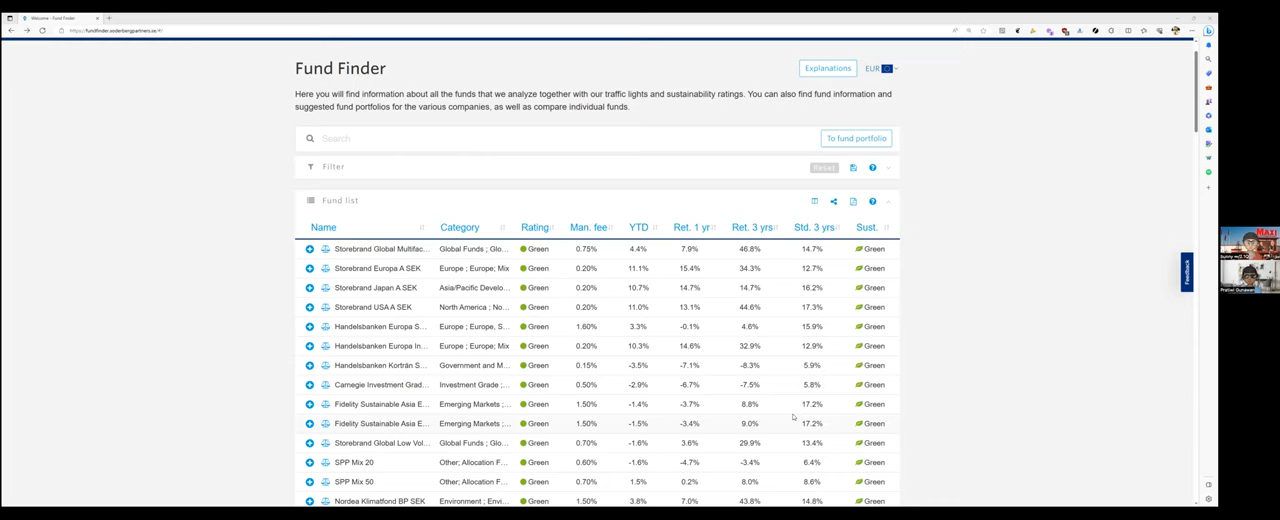 Welcome - Fund Finder
https://fundfinder.soderbergpartners.se/#!/
Fund Finder
Explanations
EUR
Here you will find information about all the funds that we analyze together with our traffic lights and sustainability ratings. You can also find fund information and
suggested fund portfolios for the various companies, as well as compare individual funds.
Search
To fund portfolio
Filter
Reset
Fund list
Name Category Rating Man. fee YTD Ret. 1 yr Ret. 3 yrs Std. 3 yrs Sust.
Storebrand Global Multifac... Global Funds ; Glo... Green 0.75% 4.4% 7.9% 46.8% 14.7% Green
Storebrand Europa A SEK Europe ; Europe; Mix Green 0.20% 11.1% 15.4% 34.3% 12.7% Green
Storebrand Japan A SEK Asia/Pacific Develo... Green 0.20% 10.7% 14.7% 14.7% 16.2% Green
Storebrand USA A SEK North America ; No... Green 0.20% 11.0% 13.1% 44.6% 17.3% Green
Handelsbanken Europa S... Europe ; Europe, S... Green 1.60% 3.3% -0.1% 4.6% 15.9% Green
Handelsbanken Europa In... Europe ; Europe; Mix Green 0.20% 10.3% 14.6% 32.9% 12.9% Green
Handelsbanken Korträn S... Government and M... Green 0.15% -3.5% -7.1% -8.3% 5.9% Green
Carnegie Investment Grad... Investment Grade ;... Green 0.50% -2.9% -6.7% -7.5% 5.8% Green
Fidelity Sustainable Asia E... Emerging Markets ;... Green 1.50% -1.4% -3.7% 8.8% 17.2% Green
Fidelity Sustainable Asia E... Emerging Markets ;... Green 1.50% -1.5% -3.4% 9.0% 17.2% Green
Storebrand Global Low Vol... Global Funds ; Glo... Green 0.70% -1.6% 3.6% 29.9% 13.4% Green
SPP Mix 20 Other; Allocation F... Green 0.60% -1.6% -4.7% -3.4% 6.4% Green
SPP Mix 50 Other; Allocation F... Green 0.70% 1.5% 0.2% 8.0% 8.6% Green
Nordea Klimatfond BP SEK Environment ; Envi... Green 1.50% 3.8% 7.0% 43.8% 14.8% Green
Feedback
MAXI
Pratiwi Gunawan